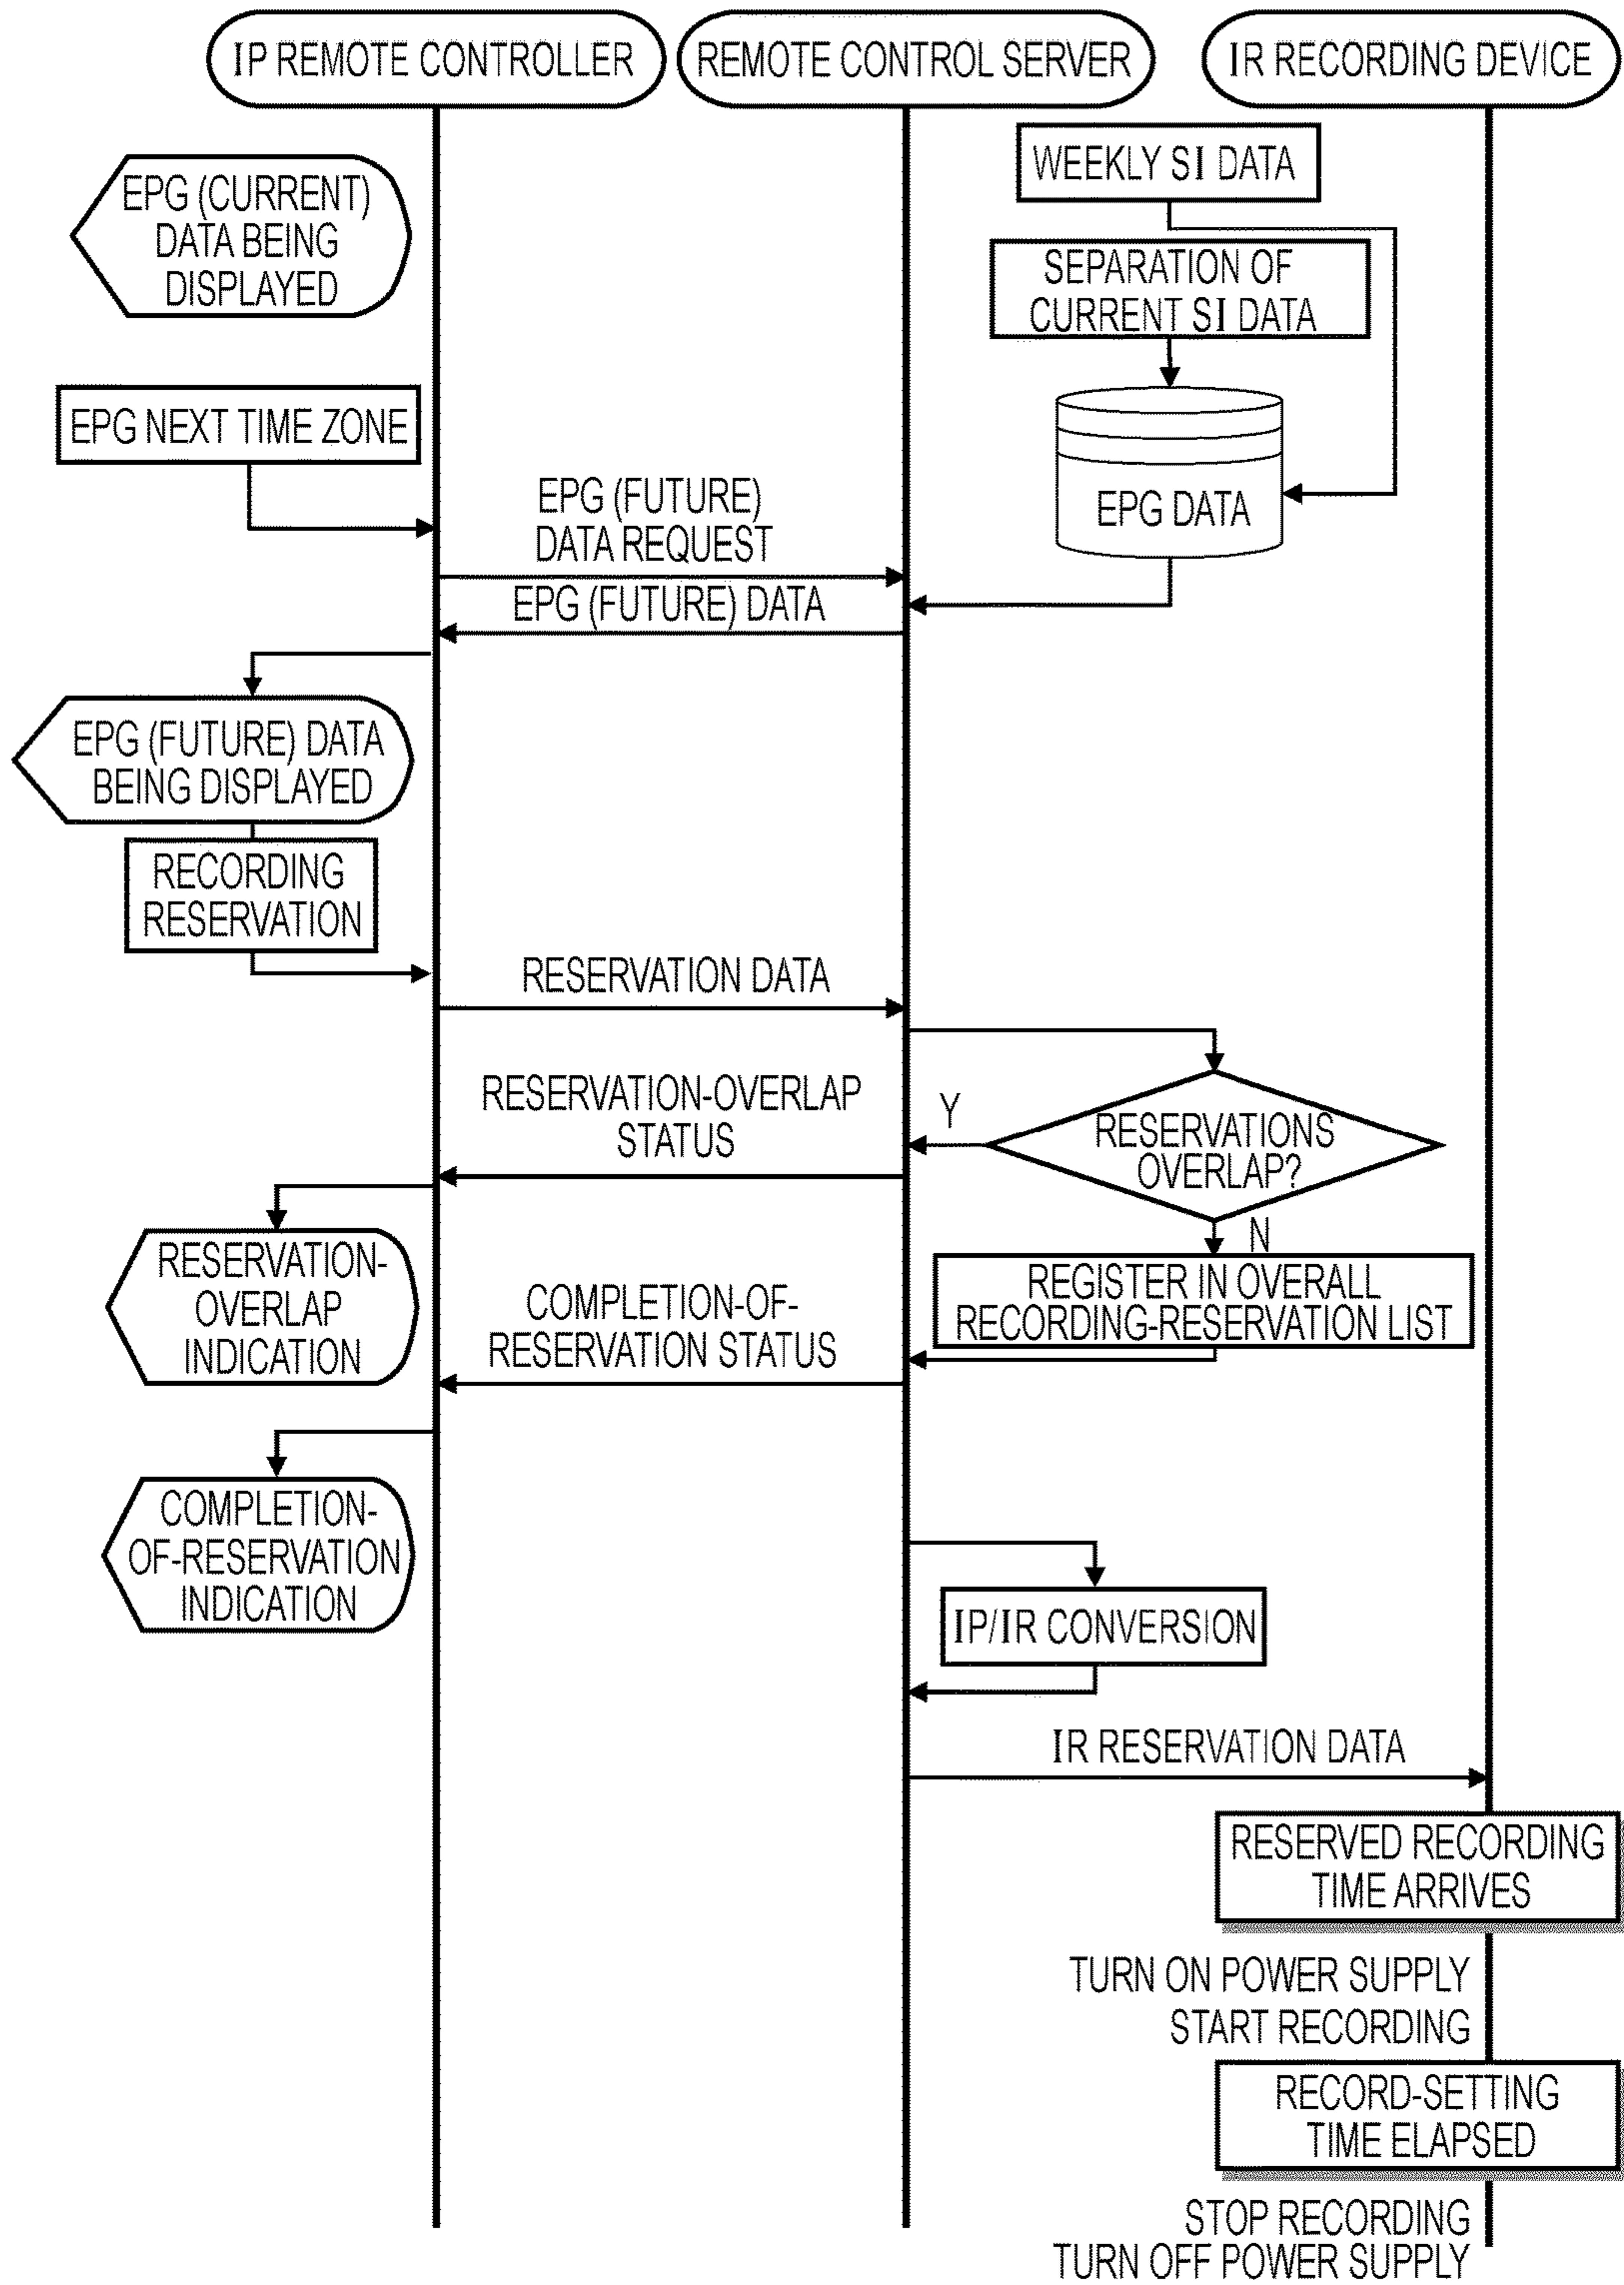 IP REMOTE CONTROLLER
REMOTE CONTROL SERVER
IR RECORDING DEVICE
WEEKLY SI DATA
EPG (CURRENT)
DATA BEING
DISPLAYED
SEPARATION OF
CURRENT SI DATA
EPG NEXT TIME ZONE
EPG DATA
EPG (FUTURE)
DATA REQUEST
EPG (FUTURE) DATA
EPG (FUTURE) DATA
BEING DISPLAYED
RECORDING
RESERVATION
RESERVATION DATA
RESERVATION-OVERLAP
STATUS
Y
RESERVATIONS
OVERLAP?
N
RESERVATION-
OVERLAP
INDICATION
REGISTER IN OVERALL
RECORDING-RESERVATION LIST
COMPLETION-OF-
RESERVATION STATUS
COMPLETION-
OF-RESERVATION
INDICATION
IP/IR CONVERSION
IR RESERVATION DATA
RESERVED RECORDING
TIME ARRIVES
TURN ON POWER SUPPLY
START RECORDING
RECORD-SETTING
TIME ELAPSED
STOP RECORDING
TURN OFF POWER SUPPLY